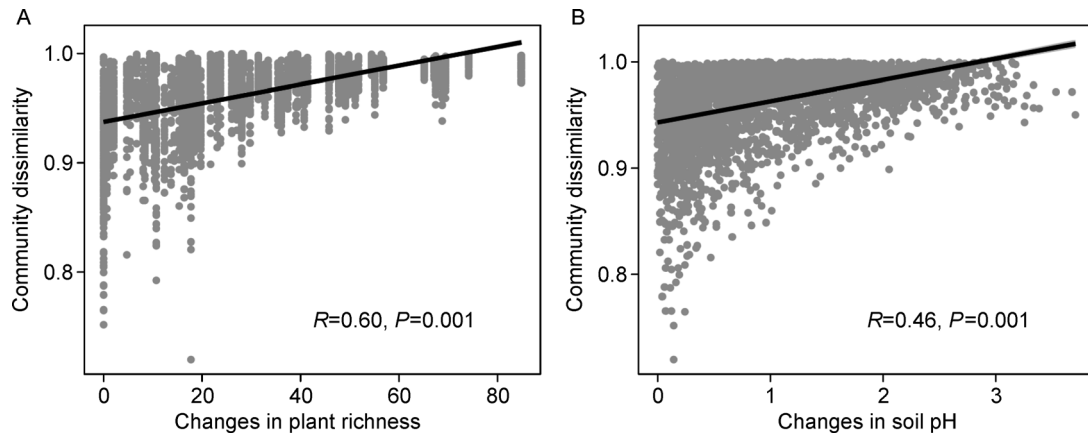 A
Community dissimilarity
1.0
0.9
0.8
R=0.60, P=0.001
0
20
40
60
80
Changes in plant richness
B
Community dissimilarity
1.0
0.9
0.8
R=0.46, P=0.001
0
1
2
3
Changes in soil pH